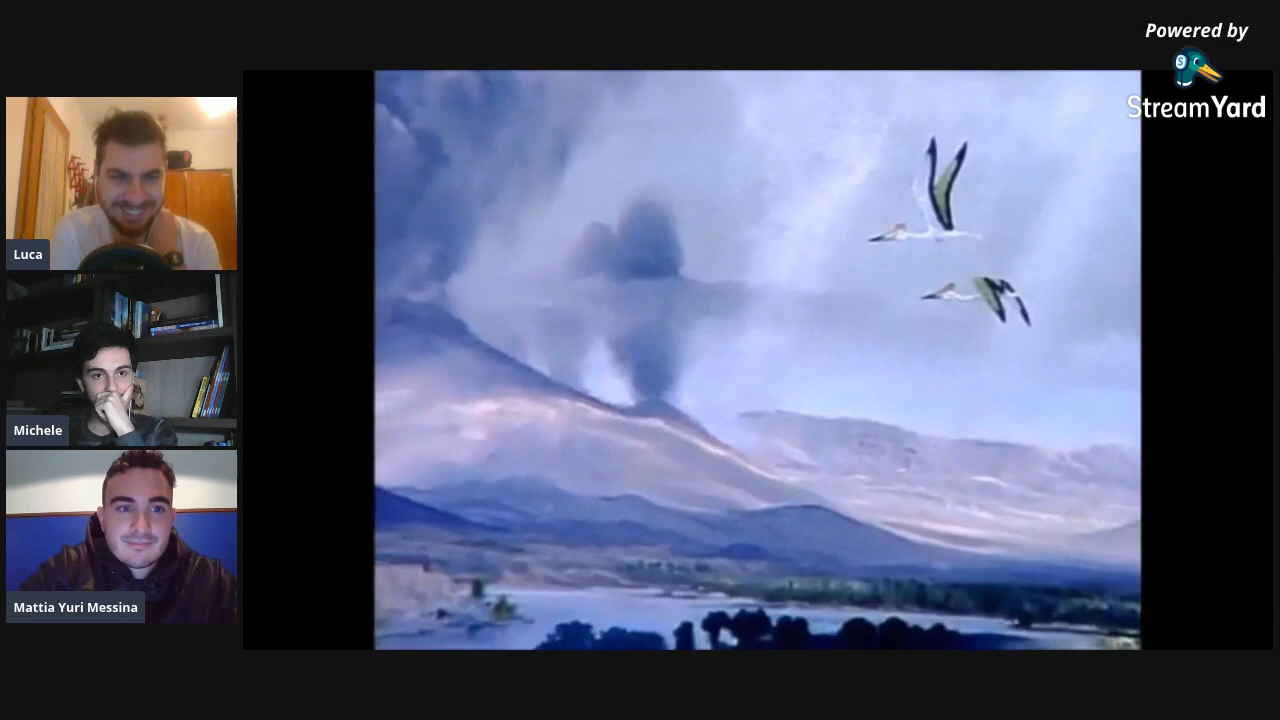 Powered by
StreamYard
Luca
Michele
Mattia Yuri Messina